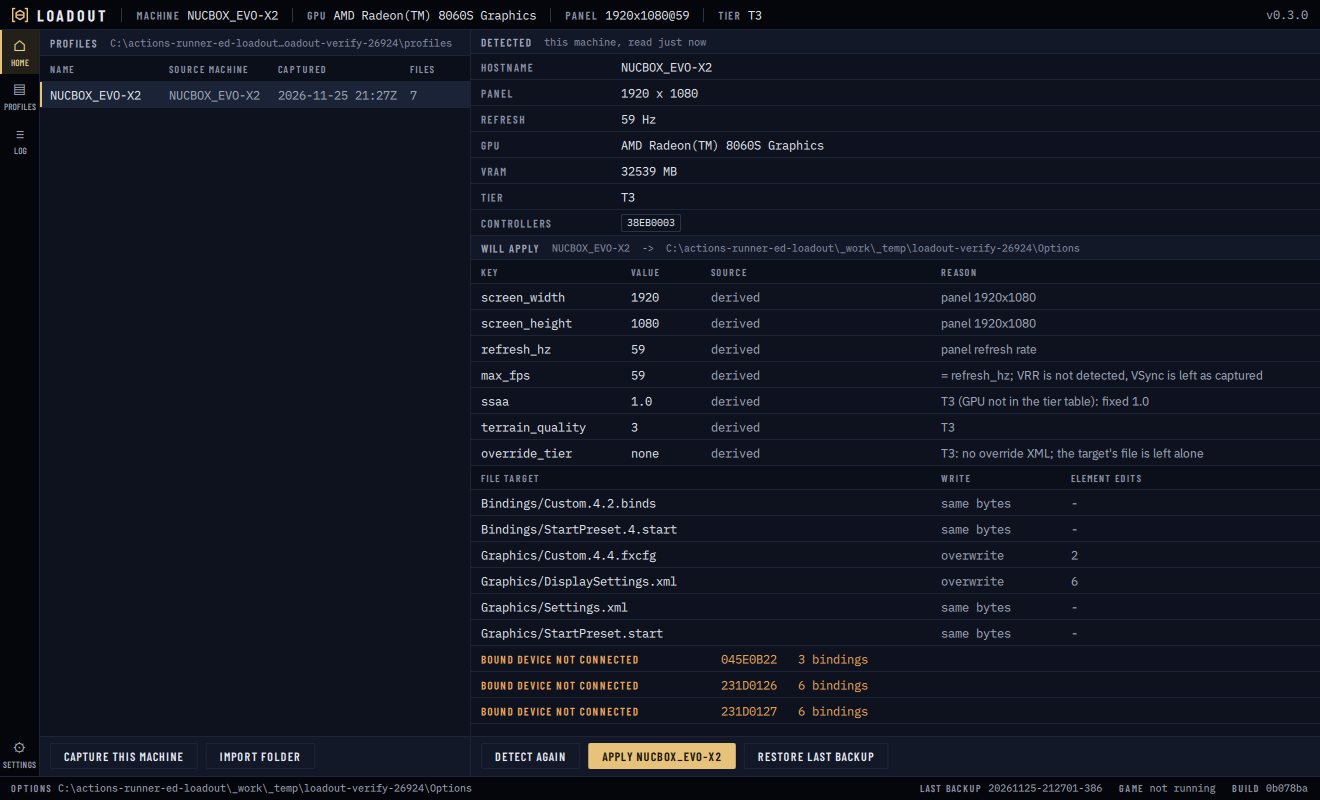 LOADOUT MACHINE NUCBOX_EVO-X2 GPU AMD Radeon(TM) 8060S Graphics PANEL 1920x1080@59 TIER T3 v0.3.0
HOME
PROFILES
LOG
SETTINGS
PROFILES C:\actions-runner-ed-loadout…oadout-verify-26924\profiles
NAME SOURCE MACHINE CAPTURED FILES
NUCBOX_EVO-X2 NUCBOX_EVO-X2 2026-11-25 21:27Z 7
CAPTURE THIS MACHINE IMPORT FOLDER
DETECTED this machine, read just now
HOSTNAME NUCBOX_EVO-X2
PANEL 1920 x 1080
REFRESH 59 Hz
GPU AMD Radeon(TM) 8060S Graphics
VRAM 32539 MB
TIER T3
CONTROLLERS 38EB0003
WILL APPLY NUCBOX_EVO-X2 -> C:\actions-runner-ed-loadout\_work\_temp\loadout-verify-26924\Options
KEY VALUE SOURCE REASON
screen_width 1920 derived panel 1920x1080
screen_height 1080 derived panel 1920x1080
refresh_hz 59 derived panel refresh rate
max_fps 59 derived = refresh_hz; VRR is not detected, VSync is left as captured
ssaa 1.0 derived T3 (GPU not in the tier table): fixed 1.0
terrain_quality 3 derived T3
override_tier none derived T3: no override XML; the target's file is left alone
FILE TARGET WRITE ELEMENT EDITS
Bindings/Custom.4.2.binds same bytes -
Bindings/StartPreset.4.start same bytes -
Graphics/Custom.4.4.fxcfg overwrite 2
Graphics/DisplaySettings.xml overwrite 6
Graphics/Settings.xml same bytes -
Graphics/StartPreset.start same bytes -
BOUND DEVICE NOT CONNECTED 045E0B22 3 bindings
BOUND DEVICE NOT CONNECTED 231D0126 6 bindings
BOUND DEVICE NOT CONNECTED 231D0127 6 bindings
DETECT AGAIN APPLY NUCBOX_EVO-X2 RESTORE LAST BACKUP
OPTIONS C:\actions-runner-ed-loadout\_work\_temp\loadout-verify-26924\Options LAST BACKUP 20261125-212701-386 GAME not running BUILD 0b078ba